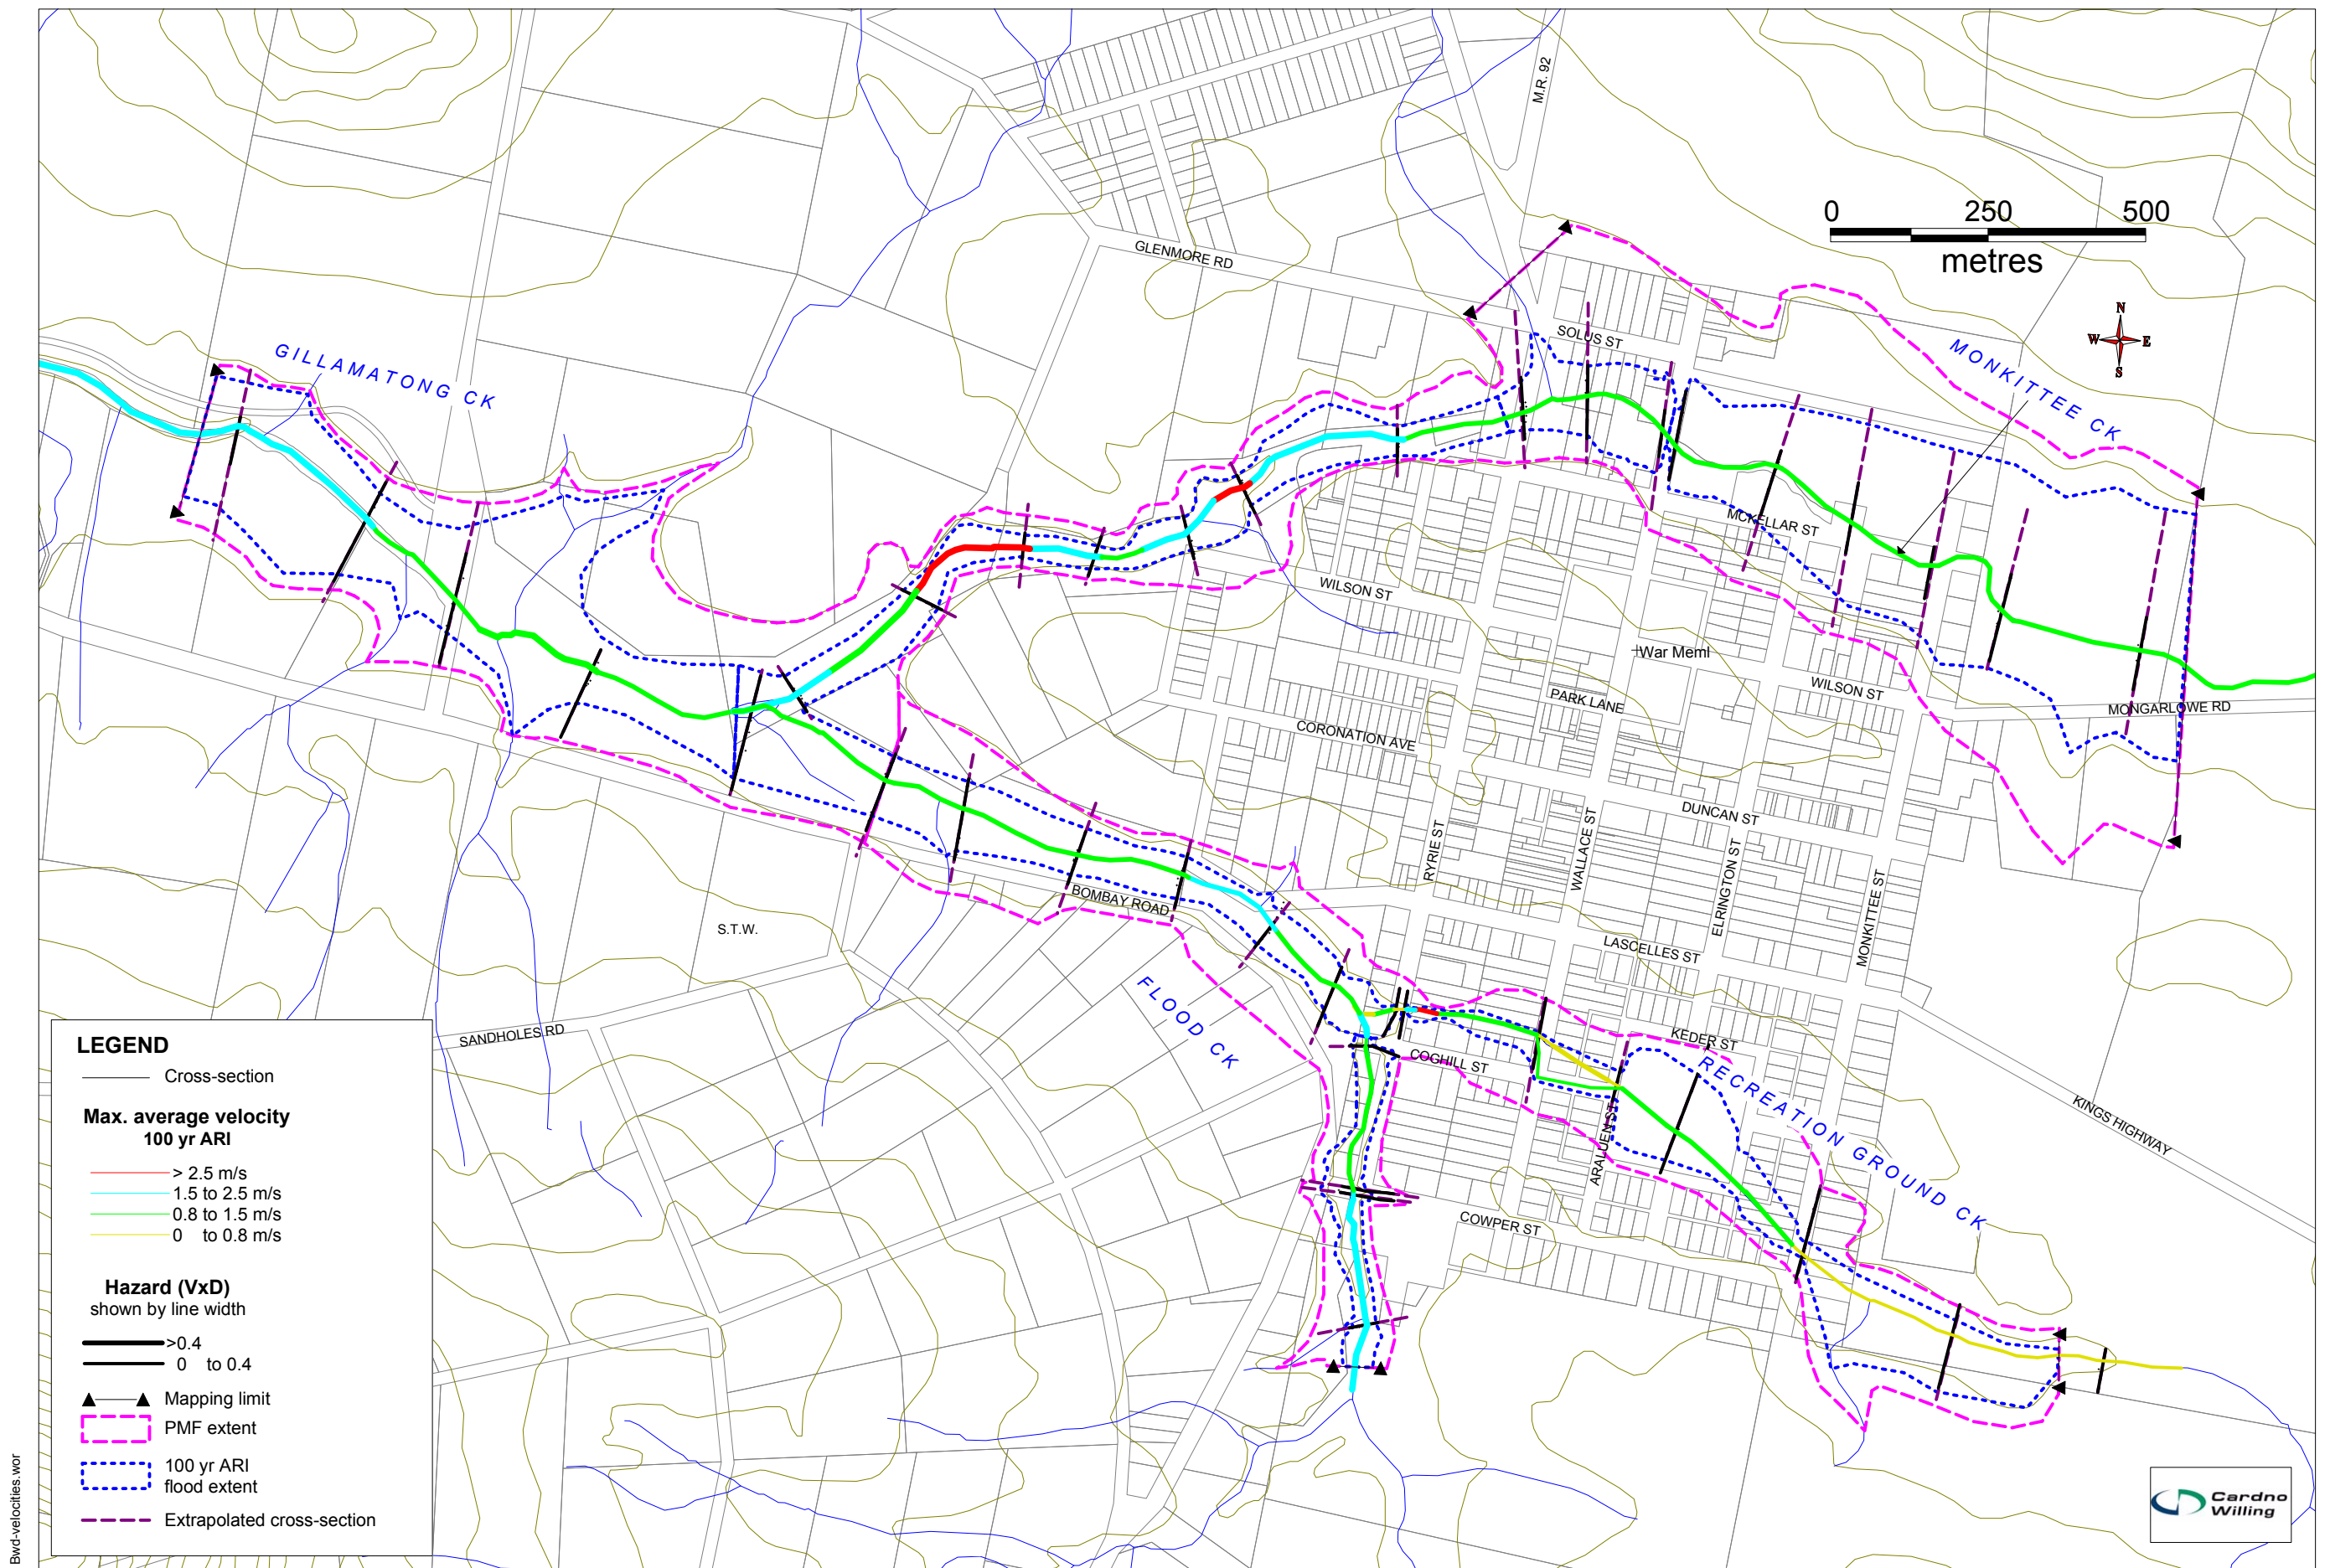 M.R. 92
0 250 500
metres
GLENMORE RD
N
W E
S
SOLUS ST
MONKITTEE CK
GILLAMATONG CK
MCKELLAR ST
WILSON ST
War Meml
WILSON ST
PARK LANE
MONGARLOWE RD
CORONATION AVE
DUNCAN ST
RYRIE ST
WALLACE ST
ELRINGTON ST
MONKITTEE ST
BOMBAY ROAD
S.T.W.
LASCELLES ST
FLOOD CK
SANDHOLES RD
KEDER ST
COGHILL ST
RECREATION GROUND CK
ARALUEN ST
KINGS HIGHWAY
COWPER ST
LEGEND
Cross-section
Max. average velocity
100 yr ARI
> 2.5 m/s
1.5 to 2.5 m/s
0.8 to 1.5 m/s
0 to 0.8 m/s
Hazard (VxD)
shown by line width
>0.4
0 to 0.4
Mapping limit
PMF extent
100 yr ARI
flood extent
Extrapolated cross-section
Bwd-velocities.wor
Cardno
Willing